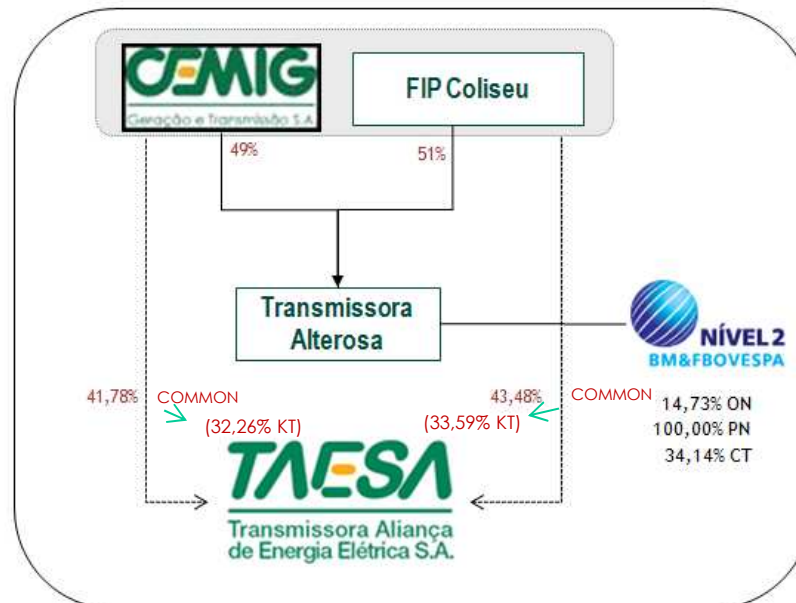 CEMIG
Geração e Transmissão S.A
FIP Coliseu
49%
51%
Transmissora
Alterosa
NÍVEL 2
BM&FBOVESPA
41,78%
COMMON
43,48%
COMMON
(32,26% KT)
(33,59% KT)
14,73% ON
100,00% PN
34,14% CT
TAESA
Transmissora Aliança
de Energia Elétrica S.A.